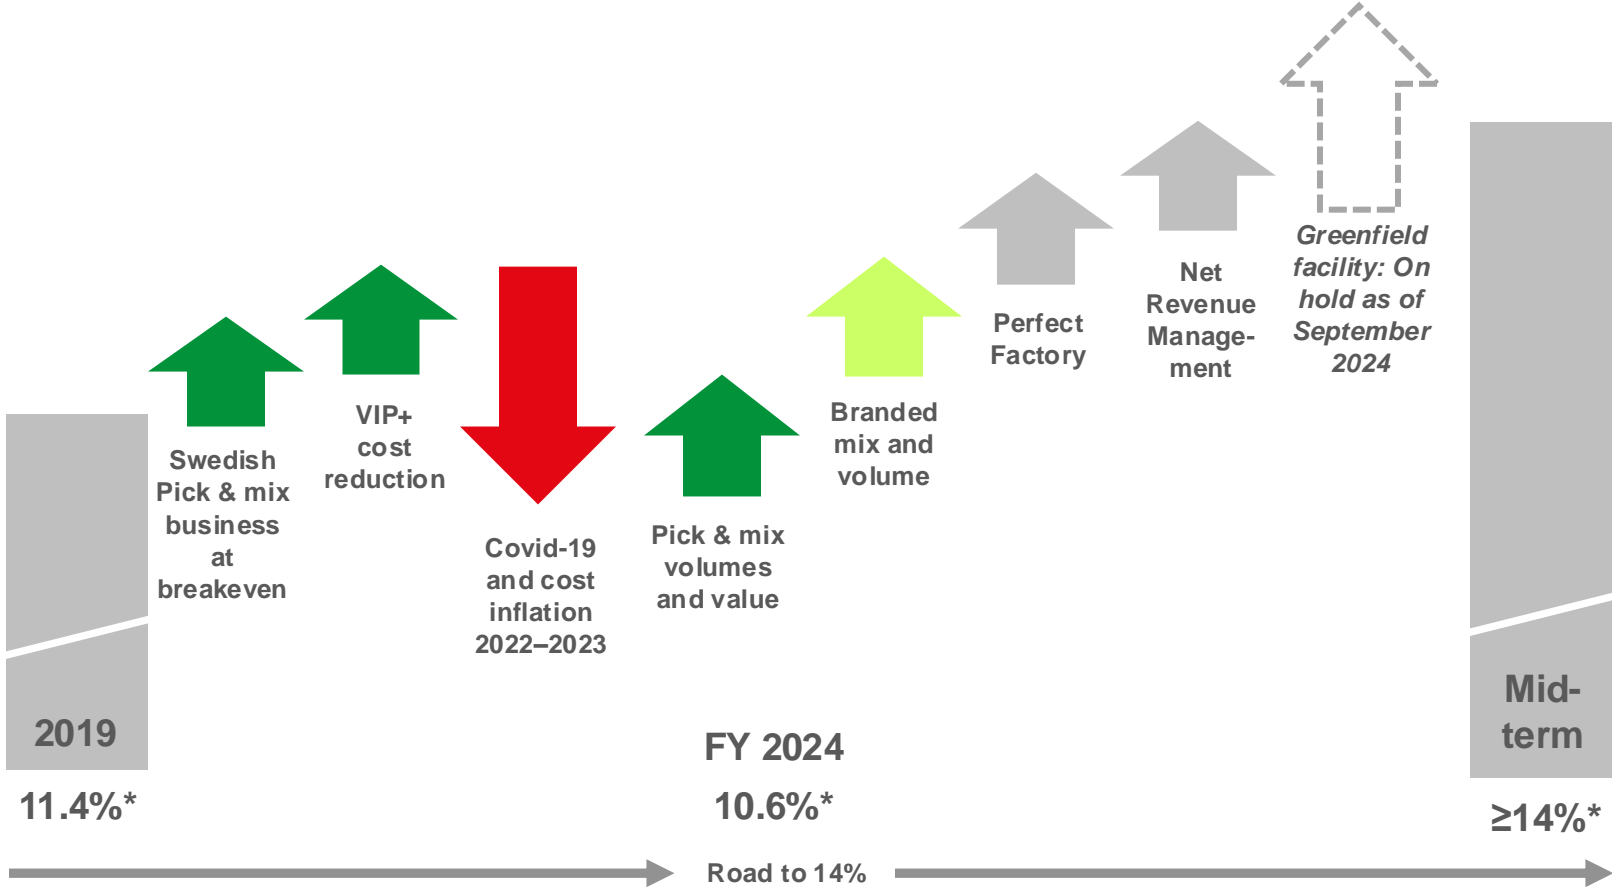 Swedish
Pick & mix
business
at
breakeven
VIP+
cost
reduction
Covid-19
and cost
inflation
2022–2023
Pick & mix
volumes
and value
Branded
mix and
volume
Perfect
Factory
Net
Revenue
Manage-
ment
Greenfield
facility: On
hold as of
September
2024
2019
11.4%*
FY 2024
10.6%*
Mid-
term
≥14%*
Road to 14%